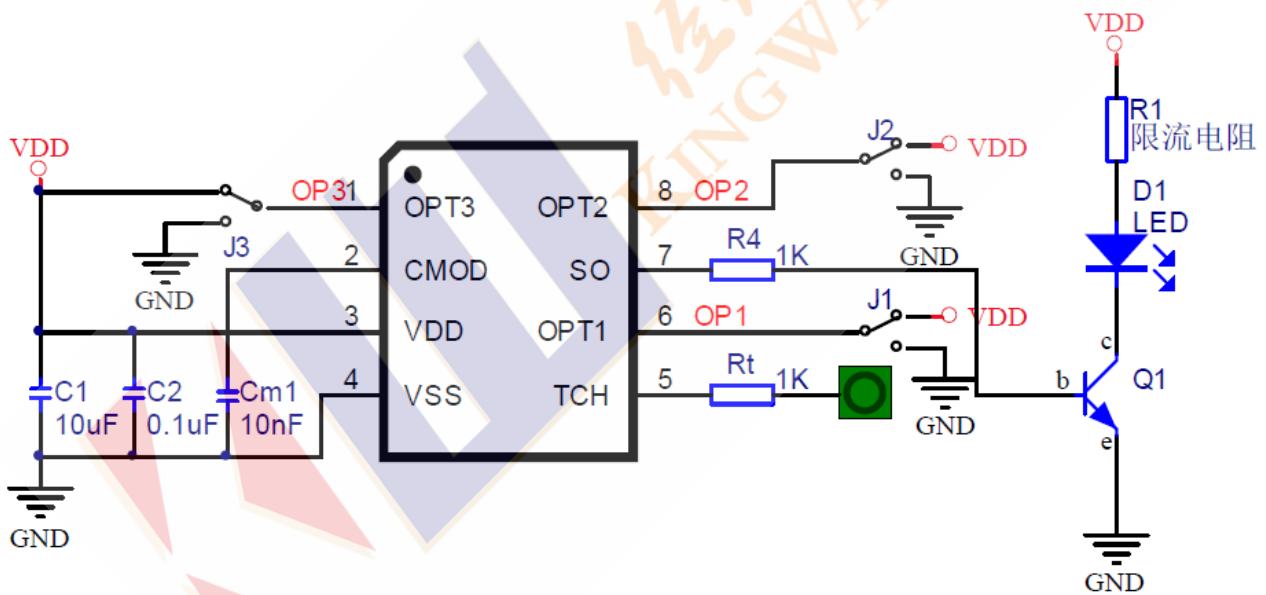 VDD
OP3
1
J3
GND
2
3
4
C1
10uF
C2
0.1uF
Cm1
10nF
GND
OPT3
CMOD
VDD
VSS
OPT2
SO
OPT1
TCH
8
OP2
7
R4
1K
6
OP1
5
Rt
1K
J2
VDD
GND
J1
VDD
GND
VDD
R1
限流电阻
D1
LED
c
b
Q1
e
GND